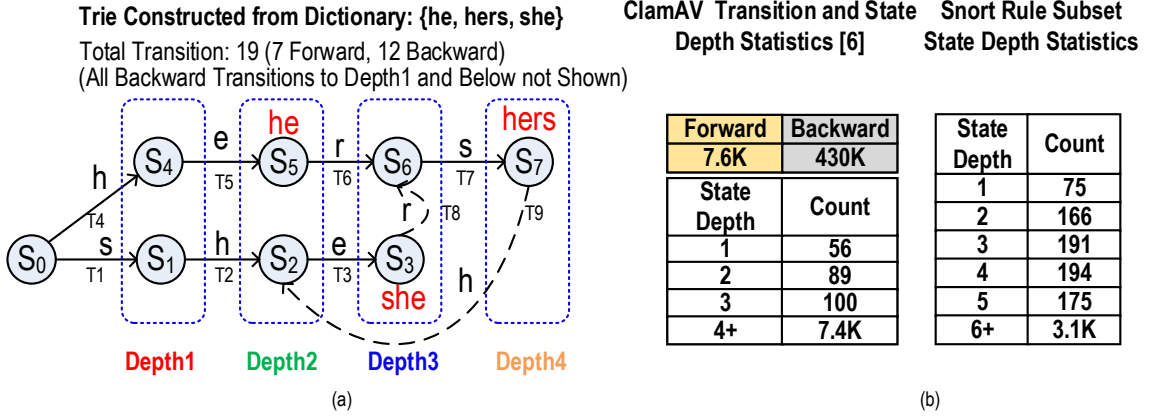 Trie Constructed from Dictionary: {he, hers, she}
Total Transition: 19 (7 Forward, 12 Backward)
(All Backward Transitions to Depth1 and Below not Shown)
he
hers
S4
e
T5
S5
r
T6
S6
s
T7
S7
h
T4
r
T8
T9
S0
s
T1
S1
h
T2
S2
e
T3
S3
h
she
Depth1
Depth2
Depth3
Depth4
(a)
ClamAV Transition and State
Depth Statistics [6]
Forward Backward
7.6K 430K
State
Depth
Count
1 56
2 89
3 100
4+ 7.4K
Snort Rule Subset
State Depth Statistics
State
Depth
Count
1 75
2 166
3 191
4 194
5 175
6+ 3.1K
(b)